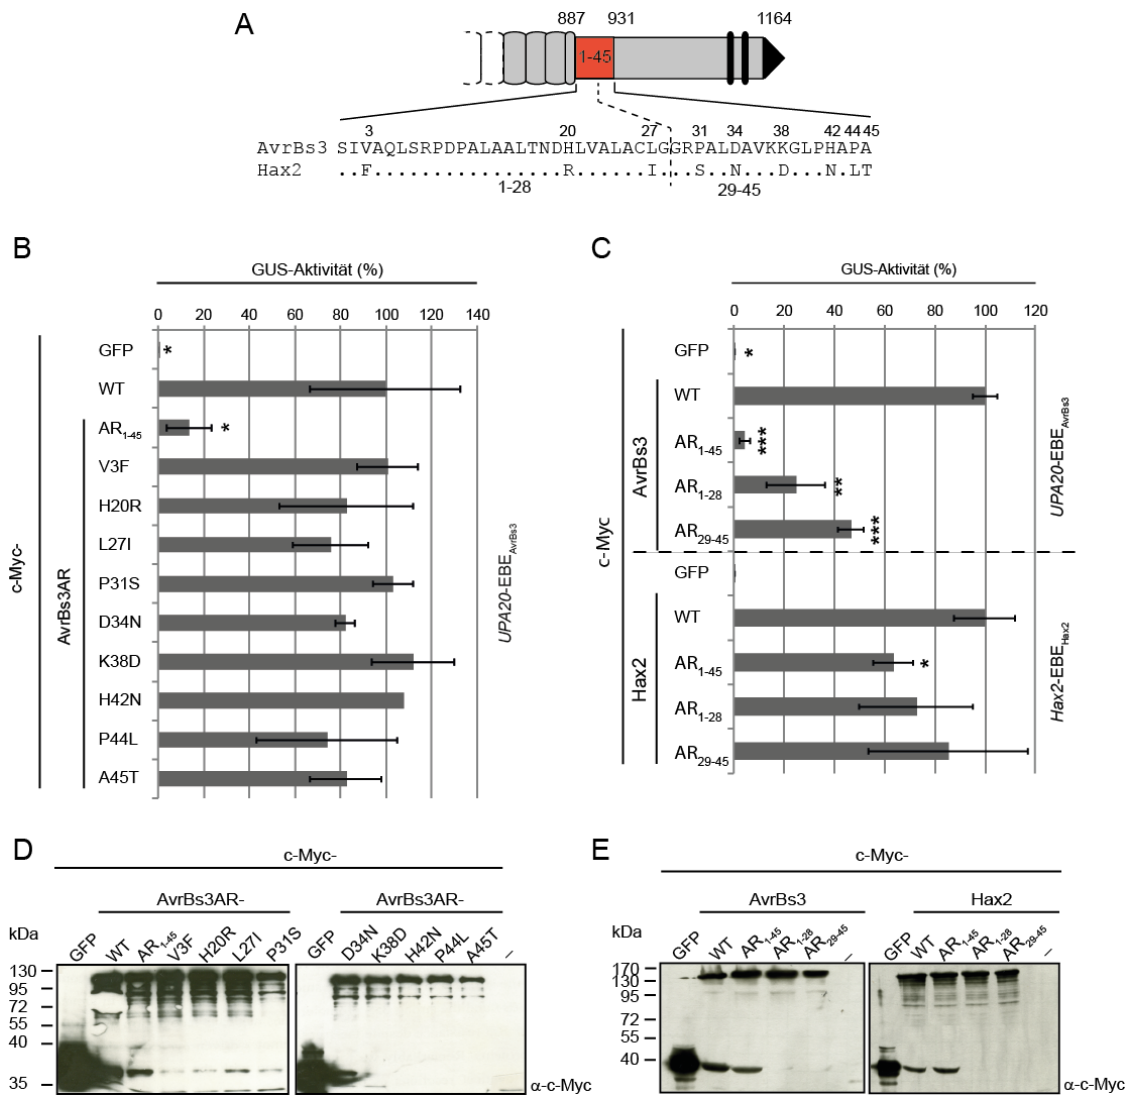 A
887 931 1164
1-45
3 20 27 31 34 38 42 44 45
AvrBs3 SIVAQLSRPDPALAALTNDHLVALACLGGRPALDAVKKGLPHAPA
Hax2 ..F................R......I...S..N...D...N.LT
1-28 29-45
B
GUS-Aktivität (%)
0 20 40 60 80 100 120 140
c-Myc-
AvrBs3AR
GFP *
WT
AR1-45 *
V3F
H20R
L27I
P31S
D34N
K38D
H42N
P44L
A45T
UPA20-EBEAvrBs3
C
GUS-Aktivität (%)
0 20 40 60 80 100 120
c-Myc
AvrBs3
GFP *
WT
AR1-45 ***
AR1-28 **
AR29-45 ***
UPA20-EBEAvrBs3
Hax2
GFP
WT
AR1-45 *
AR1-28
AR29-45
Hax2-EBEHax2
D
c-Myc-
AvrBs3AR- AvrBs3AR-
kDa GFP WT AR1-45 V3F H20R L27I P31S GFP D34N K38D H42N P44L A45T –
130
95
72
55
40
35
α-c-Myc
E
c-Myc-
AvrBs3 Hax2
kDa GFP WT AR1-45 AR1-28 AR29-45 – GFP WT AR1-45 AR1-28 AR29-45 –
170
130
95
72
55
40
α-c-Myc